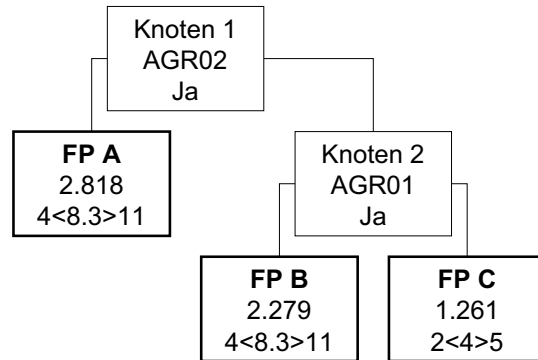 Knoten 1
AGR02
Ja
FP A
2.818
4<8.3>11
Knoten 2
AGR01
Ja
FP B
2.279
4<8.3>11
FP C
1.261
2<4>5